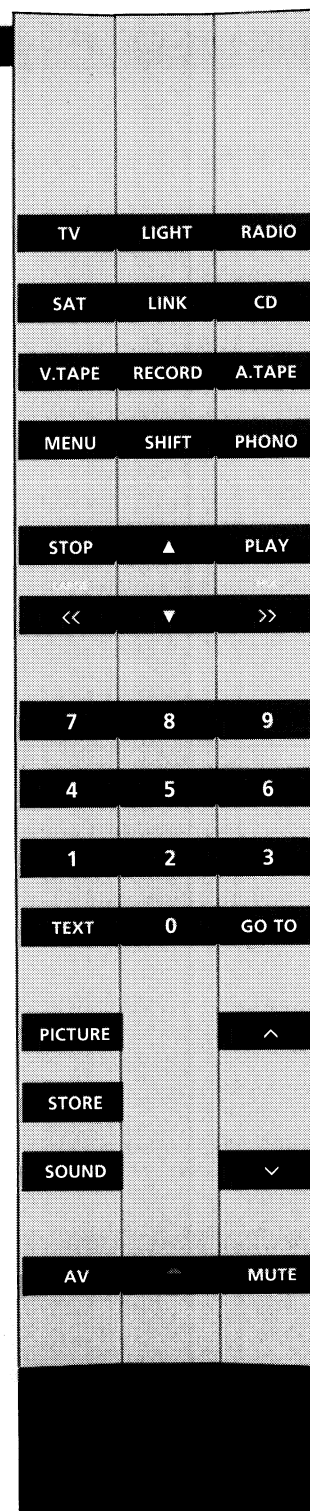 TV LIGHT RADIO
SAT LINK CD
V.TAPE RECORD A.TAPE
MENU SHIFT PHONO
STOP ▲ PLAY
<< ▼ >>
7 8 9
4 5 6
1 2 3
TEXT 0 GO TO
PICTURE ^
STORE
SOUND ⌄
AV MUTE